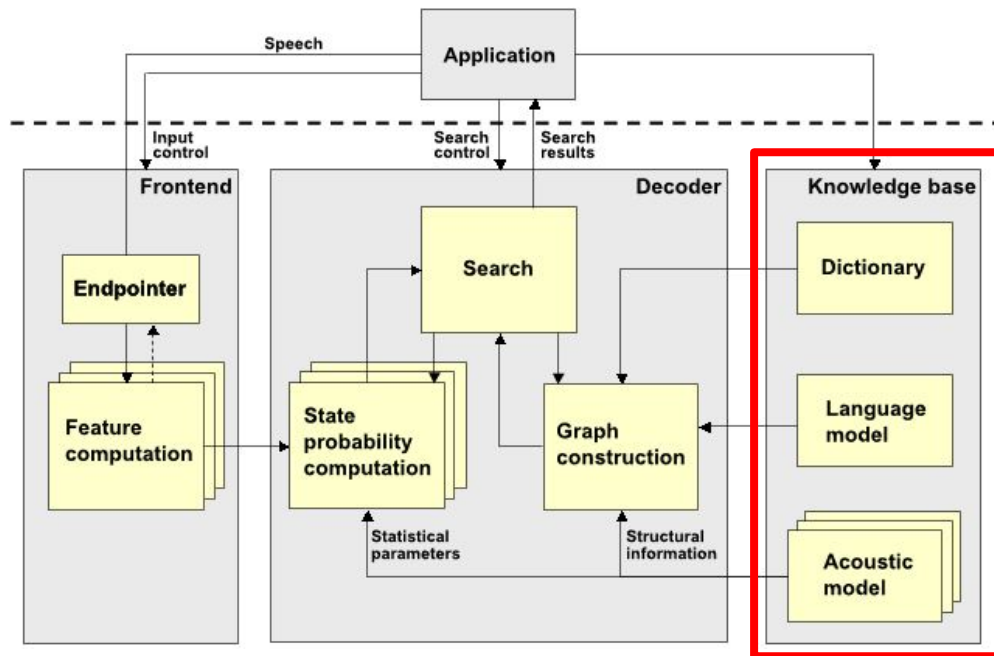 Speech
Application
Input
control
Search
control
Search
results
Frontend
Decoder
Knowledge base
Endpointer
Search
Dictionary
Feature
computation
State
probability
computation
Graph
construction
Language
model
Statistical
parameters
Structural
information
Acoustic
model